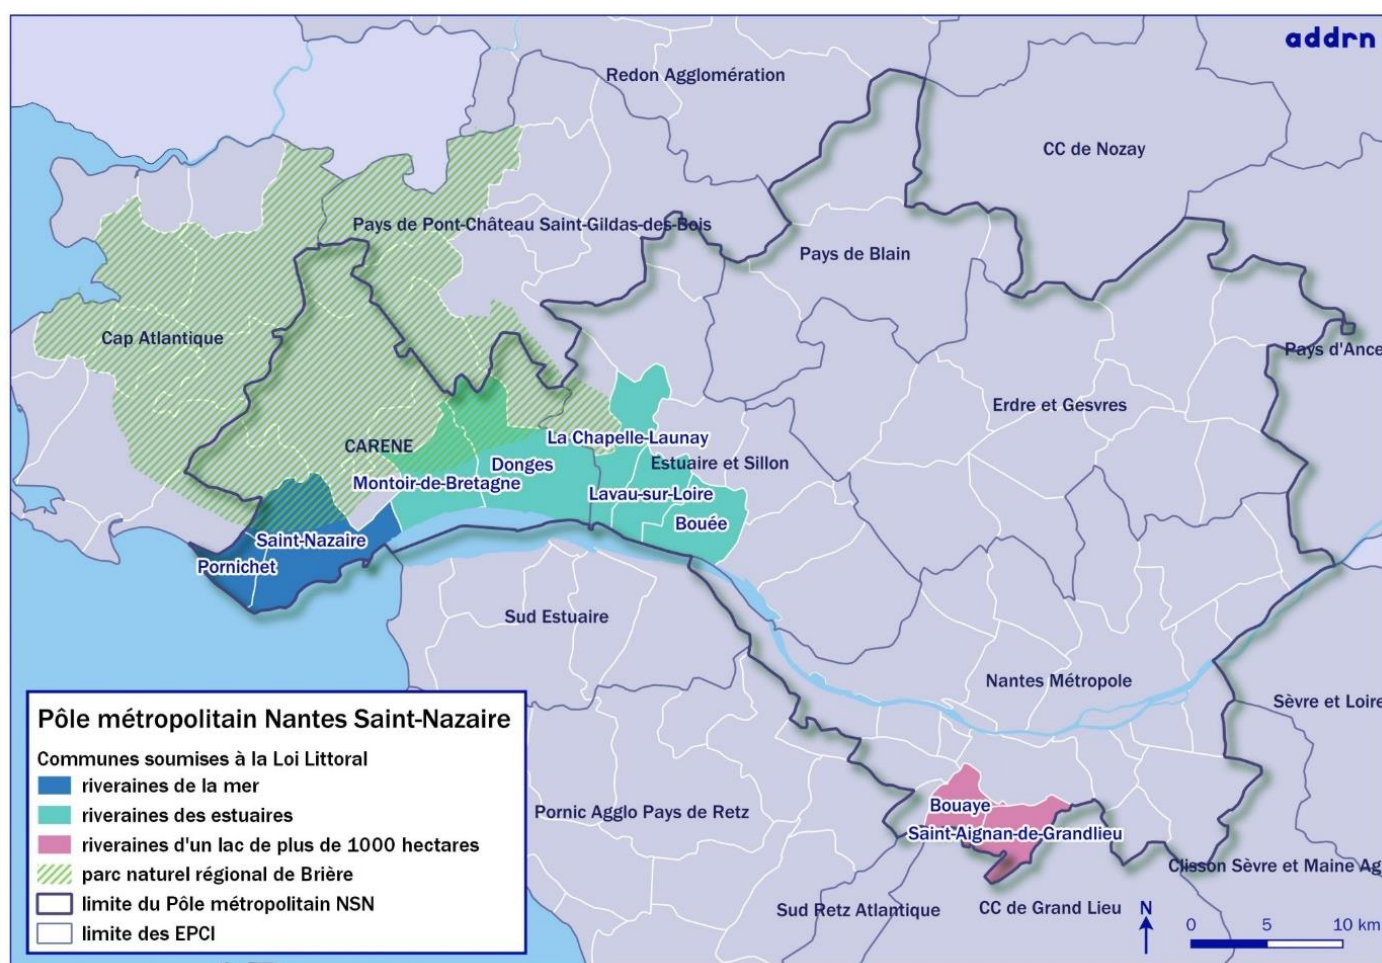 addrn
Redon Agglomération
CC de Nozay
Pays de Pont-Château Saint-Gildas-des-Bois
Pays de Blain
Cap Atlantique
Pays d'Ance
Erdre et Gesvres
La Chapelle-Launay
CARENE
Donges
Estuaire et Sillon
Montoir-de-Bretagne
Lavau-sur-Loire
Bouée
Saint-Nazaire
Pornichet
Sud Estuaire
Nantes Métropole
Sèvre et Loire
Bouaye
Pornic Agglo Pays de Retz
Saint-Aignan-de-Grandlieu
Clisson Sèvre et Maine Ag
Sud Retz Atlantique
CC de Grand Lieu
Pôle métropolitain Nantes Saint-Nazaire
Communes soumises à la Loi Littoral
riveraines de la mer
riveraines des estuaires
riveraines d'un lac de plus de 1000 hectares
parc naturel régional de Brière
limite du Pôle métropolitain NSN
limite des EPCI
N
0 5 10 km